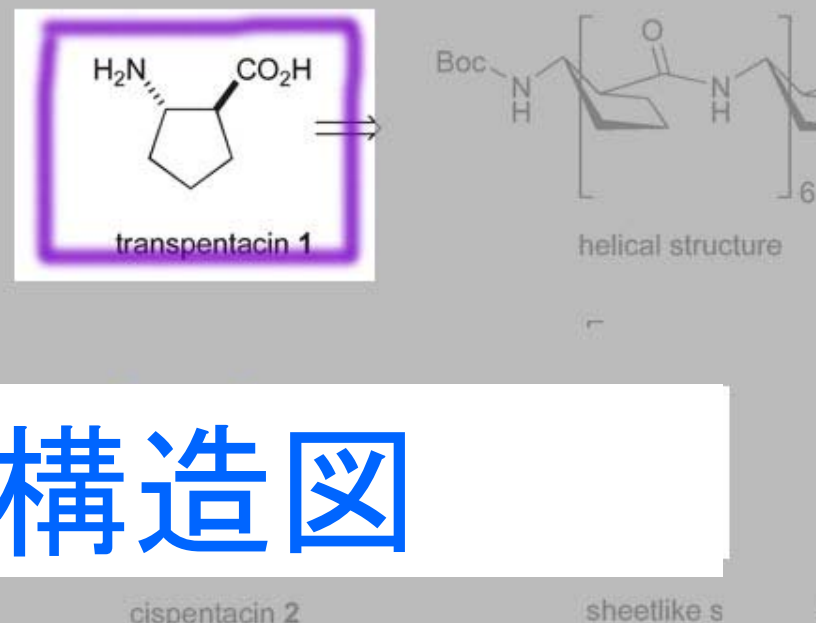 H₂N CO₂H
transpentacin 1
Boc N H O N H 6
helical structure
構造図
cispentacin 2
sheetlike s